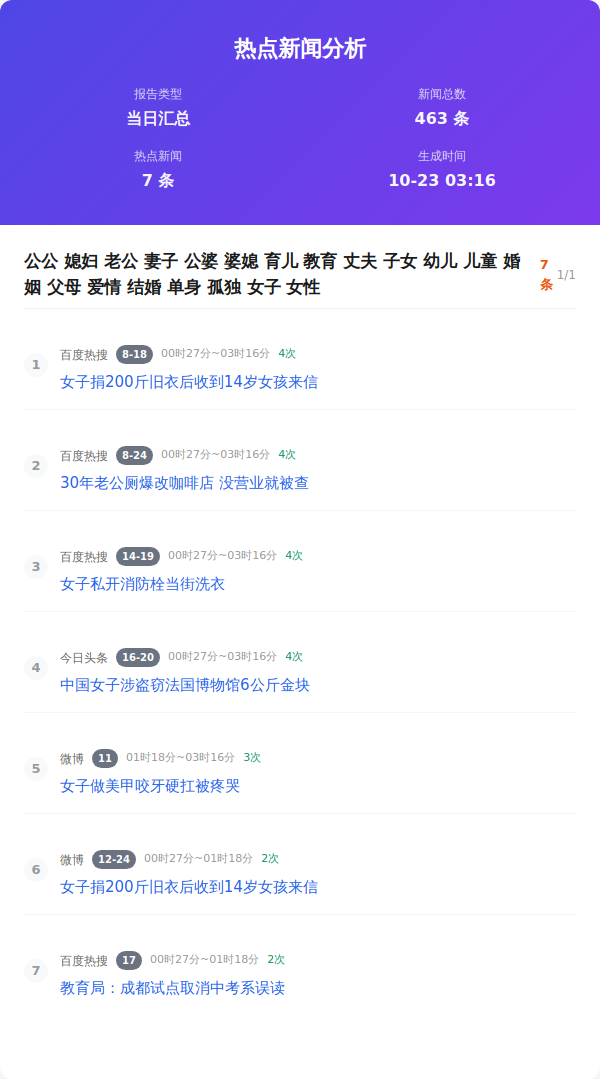 热点新闻分析
报告类型
当日汇总
新闻总数
463 条
热点新闻
7 条
生成时间
10-23 03:16
公公 媳妇 老公 妻子 公婆 婆媳 育儿 教育 丈夫 子女 幼儿 儿童 婚
姻 父母 爱情 结婚 单身 孤独 女子 女性
7
条
1/1
1
百度热搜 8-18 00时27分~03时16分 4次
女子捐200斤旧衣后收到14岁女孩来信
2
百度热搜 8-24 00时27分~03时16分 4次
30年老公厕爆改咖啡店 没营业就被查
3
百度热搜 14-19 00时27分~03时16分 4次
女子私开消防栓当街洗衣
4
今日头条 16-20 00时27分~03时16分 4次
中国女子涉盗窃法国博物馆6公斤金块
5
微博 11 01时18分~03时16分 3次
女子做美甲咬牙硬扛被疼哭
6
微博 12-24 00时27分~01时18分 2次
女子捐200斤旧衣后收到14岁女孩来信
7
百度热搜 17 00时27分~01时18分 2次
教育局：成都试点取消中考系误读